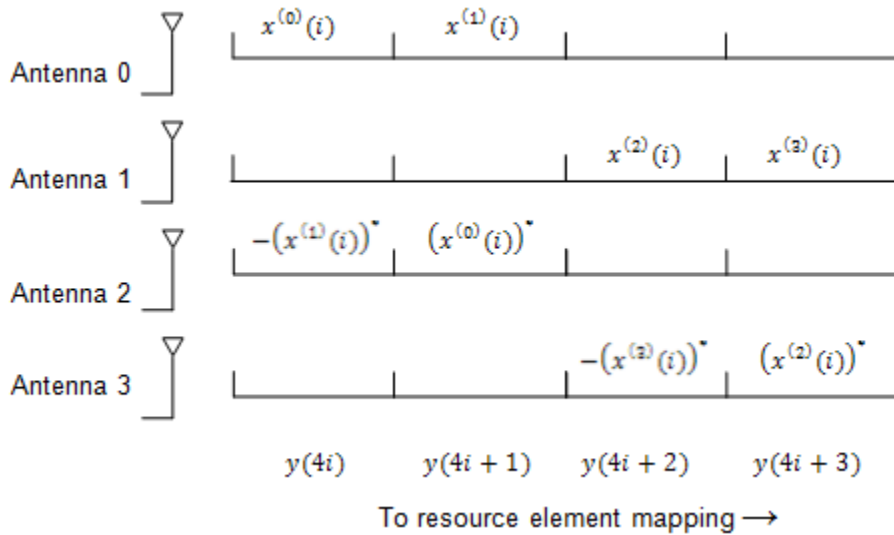 x⁽⁰⁾(i) x⁽¹⁾(i)
Antenna 0
x⁽²⁾(i) x⁽³⁾(i)
Antenna 1
−(x⁽¹⁾(i))* (x⁽⁰⁾(i))*
Antenna 2
−(x⁽³⁾(i))* (x⁽²⁾(i))*
Antenna 3
y(4i) y(4i + 1) y(4i + 2) y(4i + 3)
To resource element mapping →